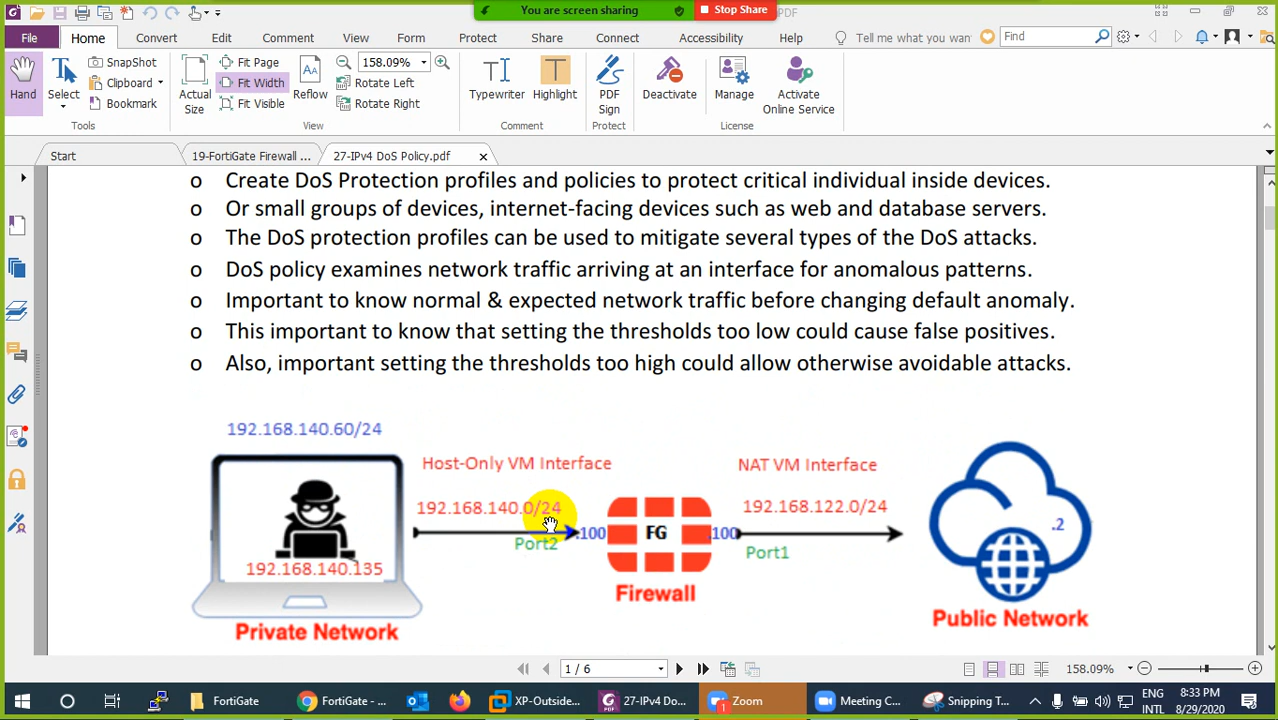 You are screen sharing
Stop Share
PDF
File
Home
Convert
Edit
Comment
View
Form
Protect
Share
Connect
Accessibility
Help
Tell me what you want
Find
Hand
Select
SnapShot
Clipboard
Bookmark
Tools
Actual Size
Fit Page
Fit Width
Fit Visible
Reflow
158.09%
Rotate Left
Rotate Right
View
Typewriter
Highlight
Comment
PDF Sign
Protect
Deactivate
Manage
Activate Online Service
License
Start
19-FortiGate Firewall ...
27-IPv4 DoS Policy.pdf
o Create DoS Protection profiles and policies to protect critical individual inside devices.
o Or small groups of devices, internet-facing devices such as web and database servers.
o The DoS protection profiles can be used to mitigate several types of the DoS attacks.
o DoS policy examines network traffic arriving at an interface for anomalous patterns.
o Important to know normal & expected network traffic before changing default anomaly.
o This important to know that setting the thresholds too low could cause false positives.
o Also, important setting the thresholds too high could allow otherwise avoidable attacks.
192.168.140.60/24
Host-Only VM Interface
NAT VM Interface
192.168.140.0/24
192.168.122.0/24
.100
FG
.100
.2
Port2
Port1
192.168.140.135
Firewall
Private Network
Public Network
1 / 6
158.09%
FortiGate
FortiGate - ...
XP-Outside...
27-IPv4 Do...
1
Zoom
Meeting C...
Snipping T...
ENG
INTL
8:33 PM
8/29/2020